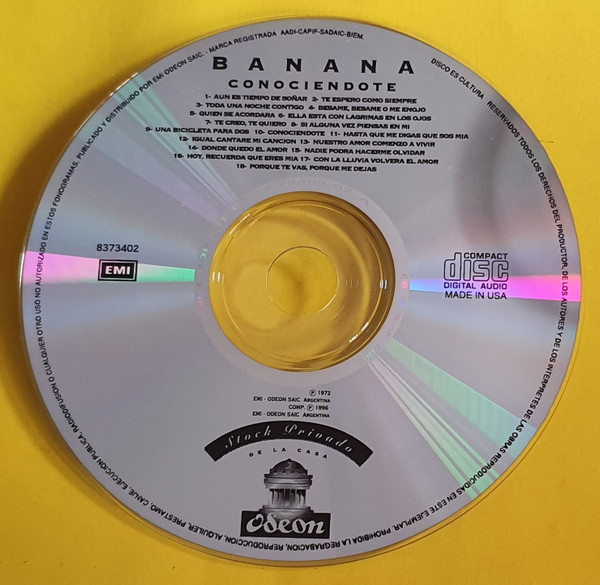 DISTRIBUIDO POR EMI ODEON SAIC. · MARCA REGISTRADA AADI-CAPIF-SADAIC-BIEM.
DISCO ES CULTURA RESERVADOS TODOS LOS DERECHOS DEL PRODUCTOR, DE LOS AUTORES Y DE LOS INTERPRETES DE LAS OBRAS REPRODUCIDAS EN ESTE EJEMPLAR. PROHIBIDA LA REGRABACION, REPRODUCCION, ALQUILER, PRESTAMO, CANJE, EJECUCION PUBLICA, RADIODIFUSION O CUALQUIER OTRO USO NO AUTORIZADO EN ESTOS FONOGRAMAS. PUBLICADO Y
BANANA
CONOCIENDOTE
1- AUN ES TIEMPO DE SOÑAR 2- TE ESPERO COMO SIEMPRE
3- TODA UNA NOCHE CONTIGO 4- BESAME, BESAME O ME ENOJO
5- QUIEN SE ACORDARA 6- ELLA ESTA CON LAGRIMAS EN LOS OJOS
7- TE CREO, TE QUIERO 8- SI ALGUNA VEZ PIENSAS EN MI
9- UNA BICICLETA PARA DOS 10- CONOCIENDOTE 11- HASTA QUE ME DIGAS QUE SOS MIA
12- IGUAL CANTARE MI CANCION 13- NUESTRO AMOR COMIENZO A VIVIR
14- DONDE QUEDO EL AMOR 15- NADIE PODRA HACERME OLVIDAR
16- HOY, RECUERDA QUE ERES MIA 17- CON LA LLUVIA VOLVERA EL AMOR
18- PORQUE TE VAS, PORQUE ME DEJAS
8373402
EMI
COMPACT
disc
DIGITAL AUDIO
MADE IN USA
℗ 1972
EMI - ODEON SAIC. ARGENTINA
COMP. ℗ 1996
EMI - ODEON SAIC. ARGENTINA
Stock Privado
DE LA CASA
Odeon